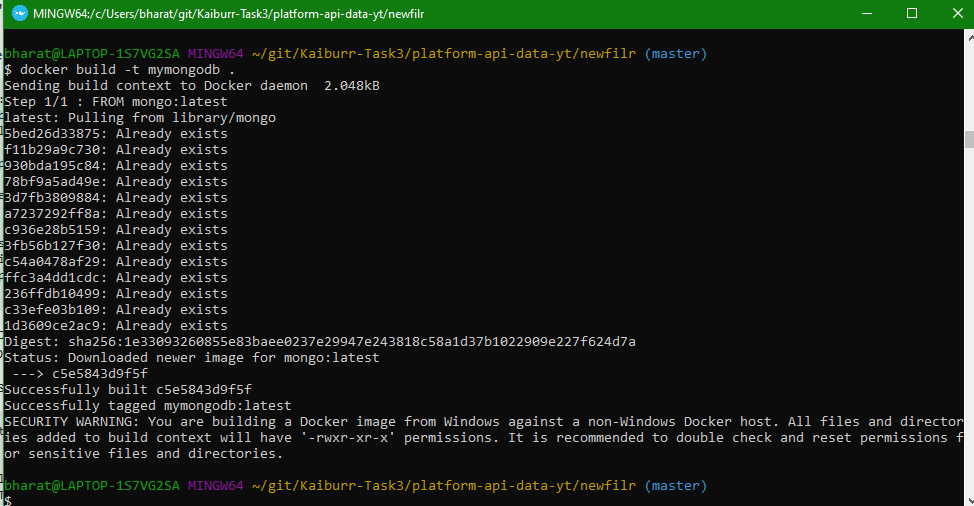 MINGW64:/c/Users/bharat/git/Kaiburr-Task3/platform-api-data-yt/newfilr
bharat@LAPTOP-1S7VG2SA MINGW64 ~/git/Kaiburr-Task3/platform-api-data-yt/newfilr (master)
$ docker build -t mymongodb .
Sending build context to Docker daemon  2.048kB
Step 1/1 : FROM mongo:latest
latest: Pulling from library/mongo
5bed26d33875: Already exists
f11b29a9c730: Already exists
930bda195c84: Already exists
78bf9a5ad49e: Already exists
3d7fb3809884: Already exists
a7237292ff8a: Already exists
c936e28b5159: Already exists
3fb56b127f30: Already exists
c54a0478af29: Already exists
ffc3a4dd1cdc: Already exists
236ffdb10499: Already exists
c33efe03b109: Already exists
1d3609ce2ac9: Already exists
Digest: sha256:1e33093260855e83baee0237e29947e243818c58a1d37b1022909e227f624d7a
Status: Downloaded newer image for mongo:latest
 ---> c5e5843d9f5f
Successfully built c5e5843d9f5f
Successfully tagged mymongodb:latest
SECURITY WARNING: You are building a Docker image from Windows against a non-Windows Docker host. All files and director
ies added to build context will have '-rwxr-xr-x' permissions. It is recommended to double check and reset permissions f
or sensitive files and directories.
bharat@LAPTOP-1S7VG2SA MINGW64 ~/git/Kaiburr-Task3/platform-api-data-yt/newfilr (master)
$